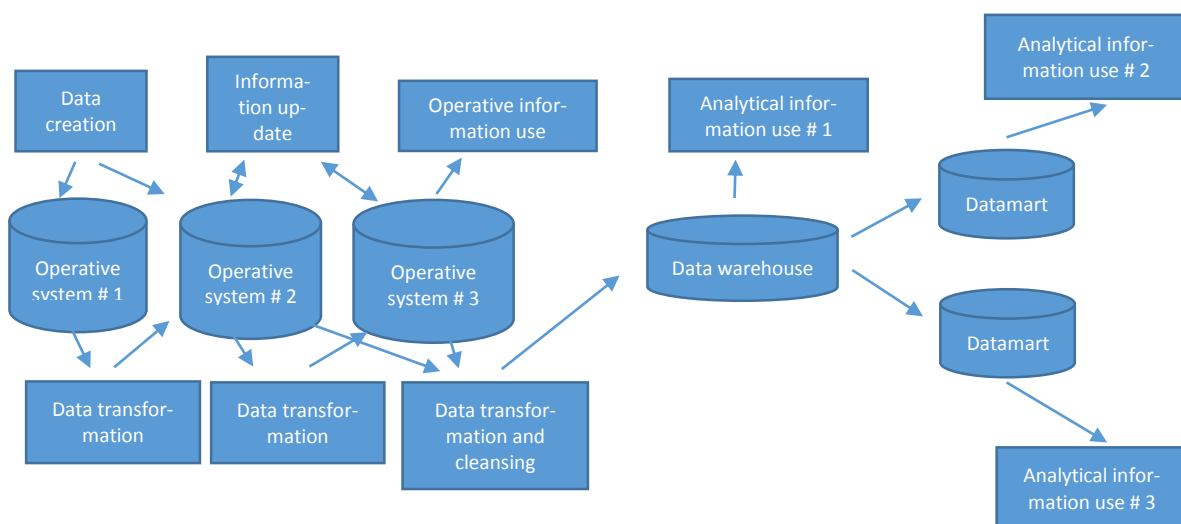 Data
creation
Informa-
tion up-
date
Operative infor-
mation use
Analytical infor-
mation use # 1
Analytical infor-
mation use # 2
Operative
system # 1
Operative
system # 2
Operative
system # 3
Data warehouse
Datamart
Datamart
Data transfor-
mation
Data transfor-
mation
Data transfor-
mation and
cleansing
Analytical infor-
mation use # 3